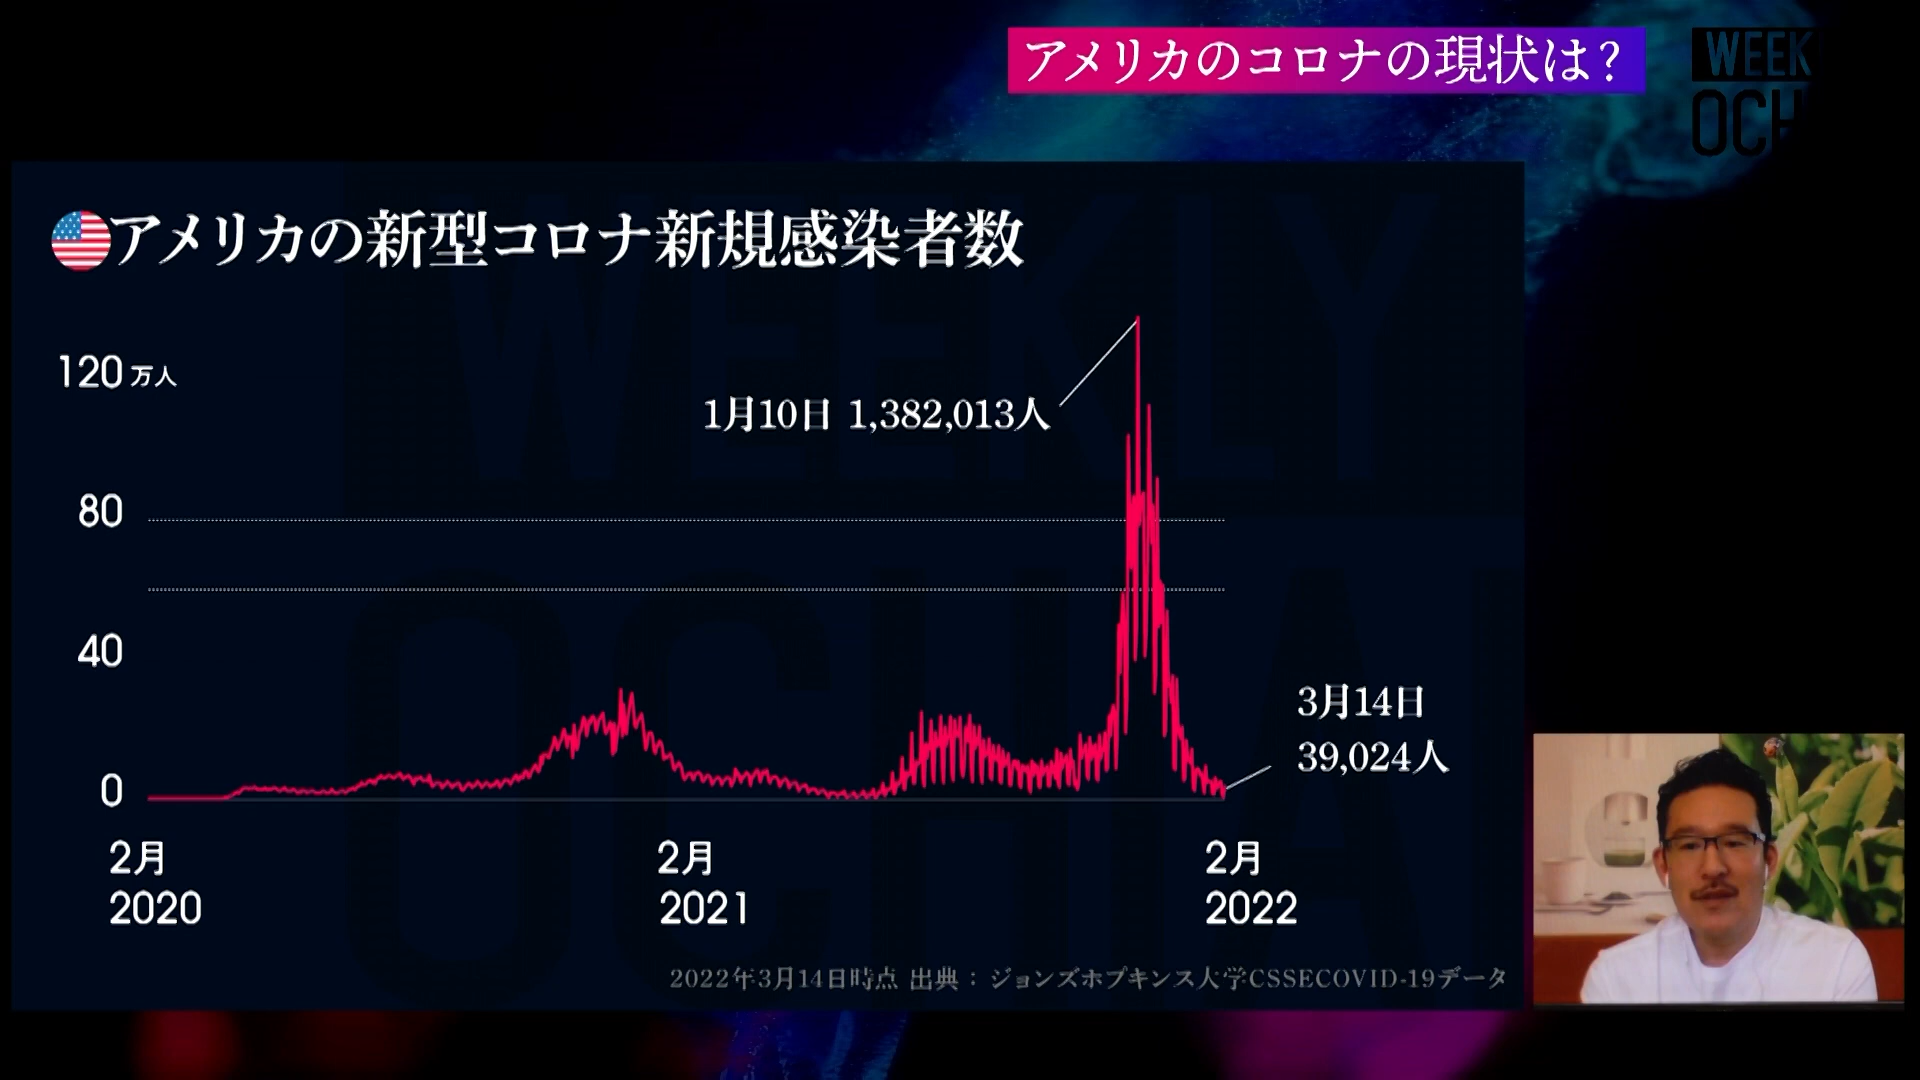 アメリカのコロナの現状は？
WEEK
OCH
アメリカの新型コロナ新規感染者数
WEEKLY
OCHIAI
120万人
1月10日 1,382,013人
80
40
3月14日
39,024人
0
2月 2月 2月
2020 2021 2022
2022年3月14日時点 出典：ジョンズホプキンス大学CSSECOVID-19データ